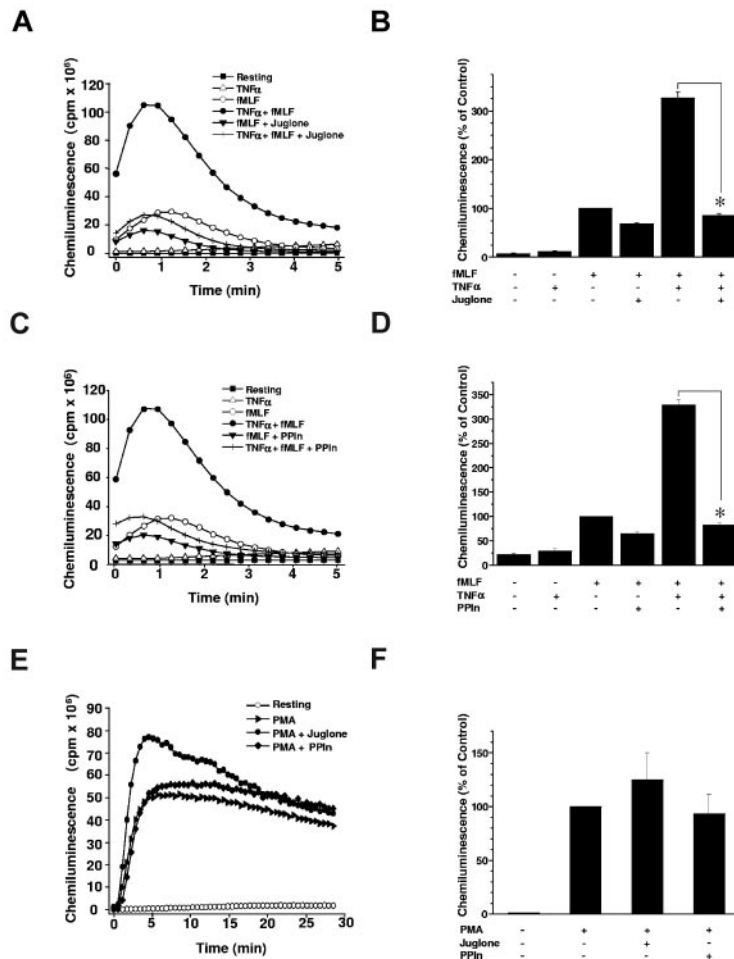 A
Chemiluminescence (cpm x 10⁶)
120
100
80
60
40
20
0
Resting
TNFα
fMLF
TNFα+ fMLF
fMLF + Juglone
TNFα+ fMLF + Juglone
0 1 2 3 4 5
Time (min)
B
Chemiluminescence (% of Control)
300
200
100
50
0
*
fMLF - - + + + +
TNFα - + - - + +
Juglone - - - + - +
C
Chemiluminescence (cpm x 10⁶)
120
100
80
60
40
20
0
Resting
TNFα
fMLF
TNFα+ fMLF
fMLF + PPIn
TNFα+ fMLF + PPIn
0 1 2 3 4 5
Time (min)
D
Chemiluminescence (% of Control)
350
300
250
200
150
100
50
0
*
fMLF - - + + + +
TNFα - + - - + +
PPIn - - - + - +
E
Chemiluminescence (cpm x 10⁶)
90
80
70
60
50
40
30
20
10
0
Resting
PMA
PMA + Juglone
PMA + PPIn
0 5 10 15 20 25 30
Time (min)
F
Chemiluminescence (% of Control)
150
100
50
0
PMA - + + +
Juglone - - + -
PPIn - - - +